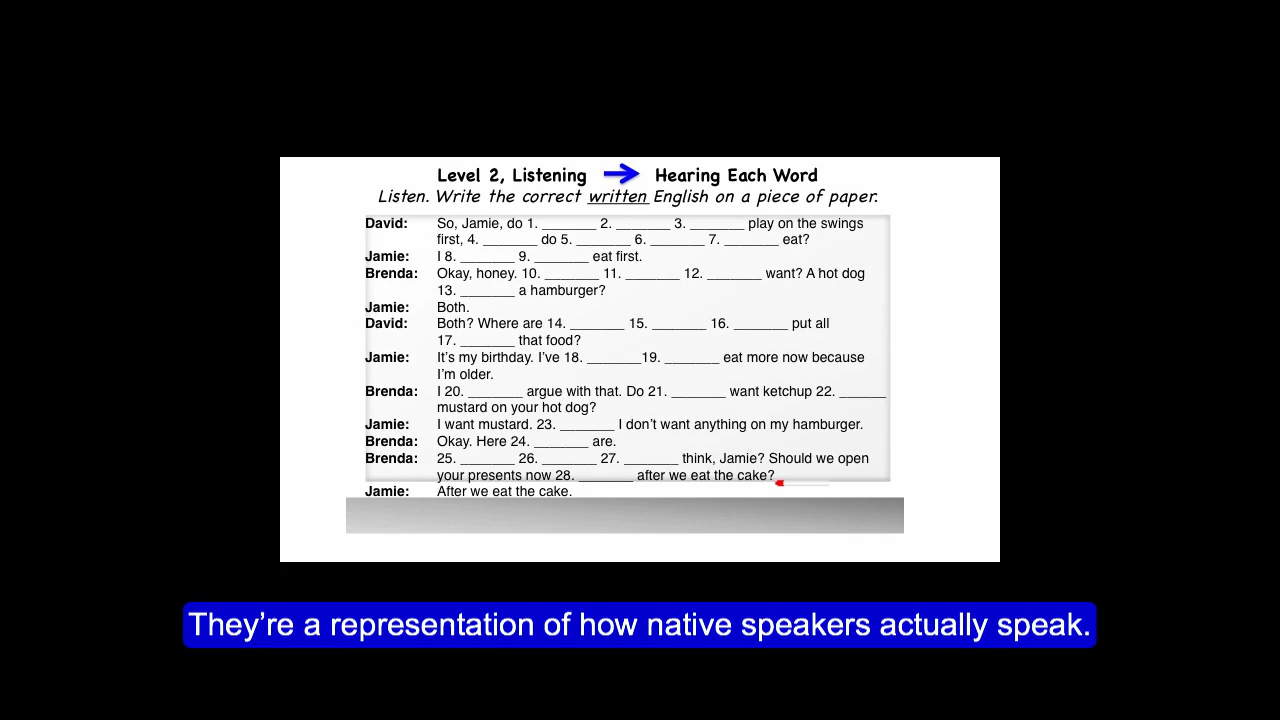 Level 2, Listening → Hearing Each Word
Listen. Write the correct written English on a piece of paper.
David: So, Jamie, do 1. _______ 2. _______ 3. _______ play on the swings
first, 4. _______ do 5. _______ 6. _______ 7. _______ eat?
Jamie: I 8. _______ 9. _______ eat first.
Brenda: Okay, honey. 10. _______ 11. _______ 12. _______ want? A hot dog
13. _______ a hamburger?
Jamie: Both.
David: Both? Where are 14. _______ 15. _______ 16. _______ put all
17. _______ that food?
Jamie: It's my birthday. I've 18. _______19. _______ eat more now because
I'm older.
Brenda: I 20. _______ argue with that. Do 21. _______ want ketchup 22. ______
mustard on your hot dog?
Jamie: I want mustard. 23. _______ I don't want anything on my hamburger.
Brenda: Okay. Here 24. _______ are.
Brenda: 25. _______ 26. _______ 27. _______ think, Jamie? Should we open
your presents now 28. _______ after we eat the cake?
Jamie: After we eat the cake.
They're a representation of how native speakers actually speak.